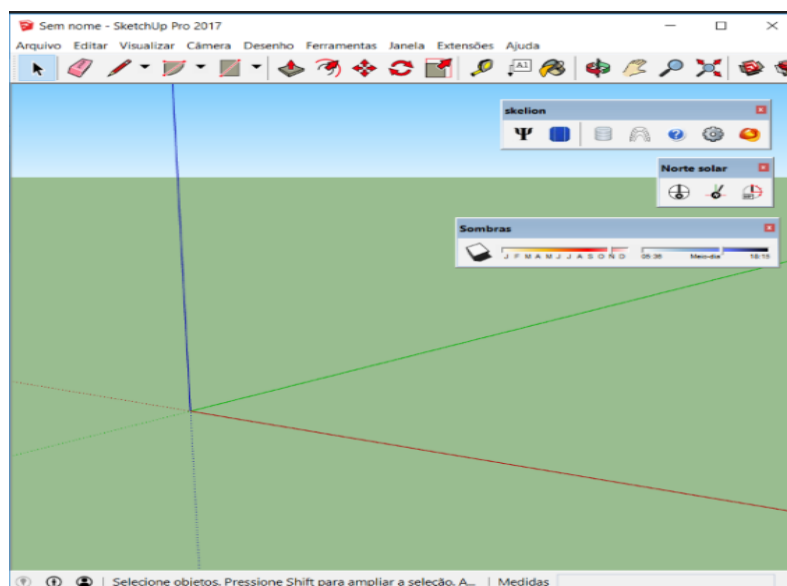 Sem nome - SketchUp Pro 2017
Arquivo Editar Visualizar Câmera Desenho Ferramentas Janela Extensões Ajuda
A1
skelion
Norte solar
Sombras
J F M A M J J A S O N D
05:36 Meio-dia 18:15
Selecione objetos. Pressione Shift para ampliar a seleção. A... | Medidas